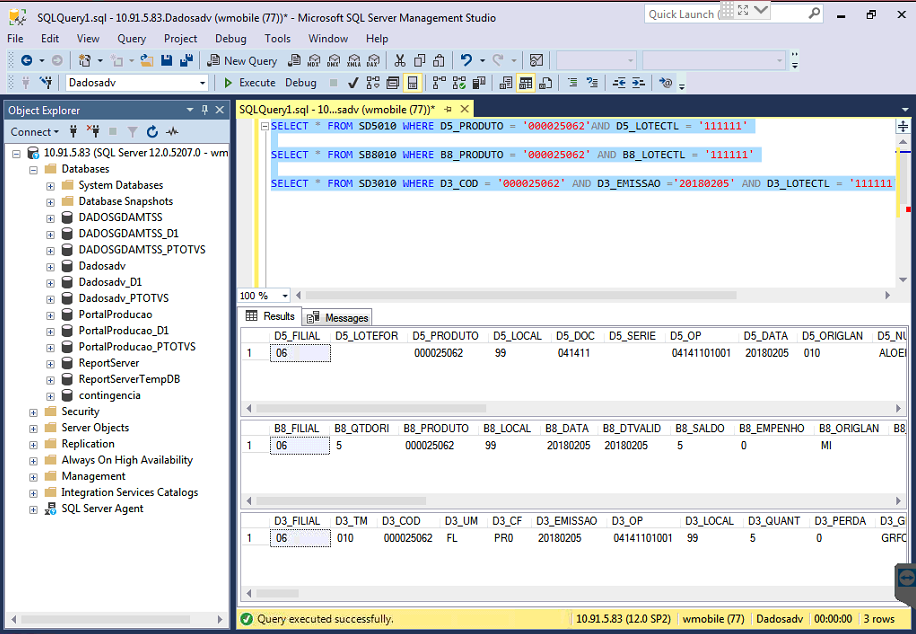 SQLQuery1.sql - 10.91.5.83.Dadosadv (wmobile (77))* - Microsoft SQL Server Management Studio
Quick Launch (
File Edit View Query Project Debug Tools Window Help
New Query
Dadosadv Execute Debug
Object Explorer
SQLQuery1.sql - 10...sadv (wmobile (77))*
Connect
10.91.5.83 (SQL Server 12.0.5207.0 - wm
Databases
System Databases
Database Snapshots
DADOSGDAMTSS
DADOSGDAMTSS_D1
DADOSGDAMTSS_PTOTVS
Dadosadv
Dadosadv_D1
Dadosadv_PTOTVS
PortalProducao
PortalProducao_D1
PortalProducao_PTOTVS
ReportServer
ReportServerTempDB
contingencia
Security
Server Objects
Replication
Always On High Availability
Management
Integration Services Catalogs
SQL Server Agent
SELECT * FROM SD5010 WHERE D5_PRODUTO = '000025062'AND D5_LOTECTL = '111111'
SELECT * FROM SB8010 WHERE B8_PRODUTO = '000025062' AND B8_LOTECTL = '111111'
SELECT * FROM SD3010 WHERE D3_COD = '000025062' AND D3_EMISSAO ='20180205' AND D3_LOTECTL = '111111
100 %
Results Messages
D5_FILIAL D5_LOTEFOR D5_PRODUTO D5_LOCAL D5_DOC D5_SERIE D5_OP D5_DATA D5_ORIGLAN D5_NU
1 06 000025062 99 041411 04141101001 20180205 010 ALOEI
B8_FILIAL B8_QTDORI B8_PRODUTO B8_LOCAL B8_DATA B8_DTVALID B8_SALDO B8_EMPENHO B8_ORIGLAN B8_
1 06 5 000025062 99 20180205 20180205 5 0 MI
D3_FILIAL D3_TM D3_COD D3_UM D3_CF D3_EMISSAO D3_OP D3_LOCAL D3_QUANT D3_PERDA D3_G
1 06 010 000025062 FL PR0 20180205 04141101001 99 5 0 GRFC
Query executed successfully. 10.91.5.83 (12.0 SP2) wmobile (77) Dadosadv 00:00:00 3 rows